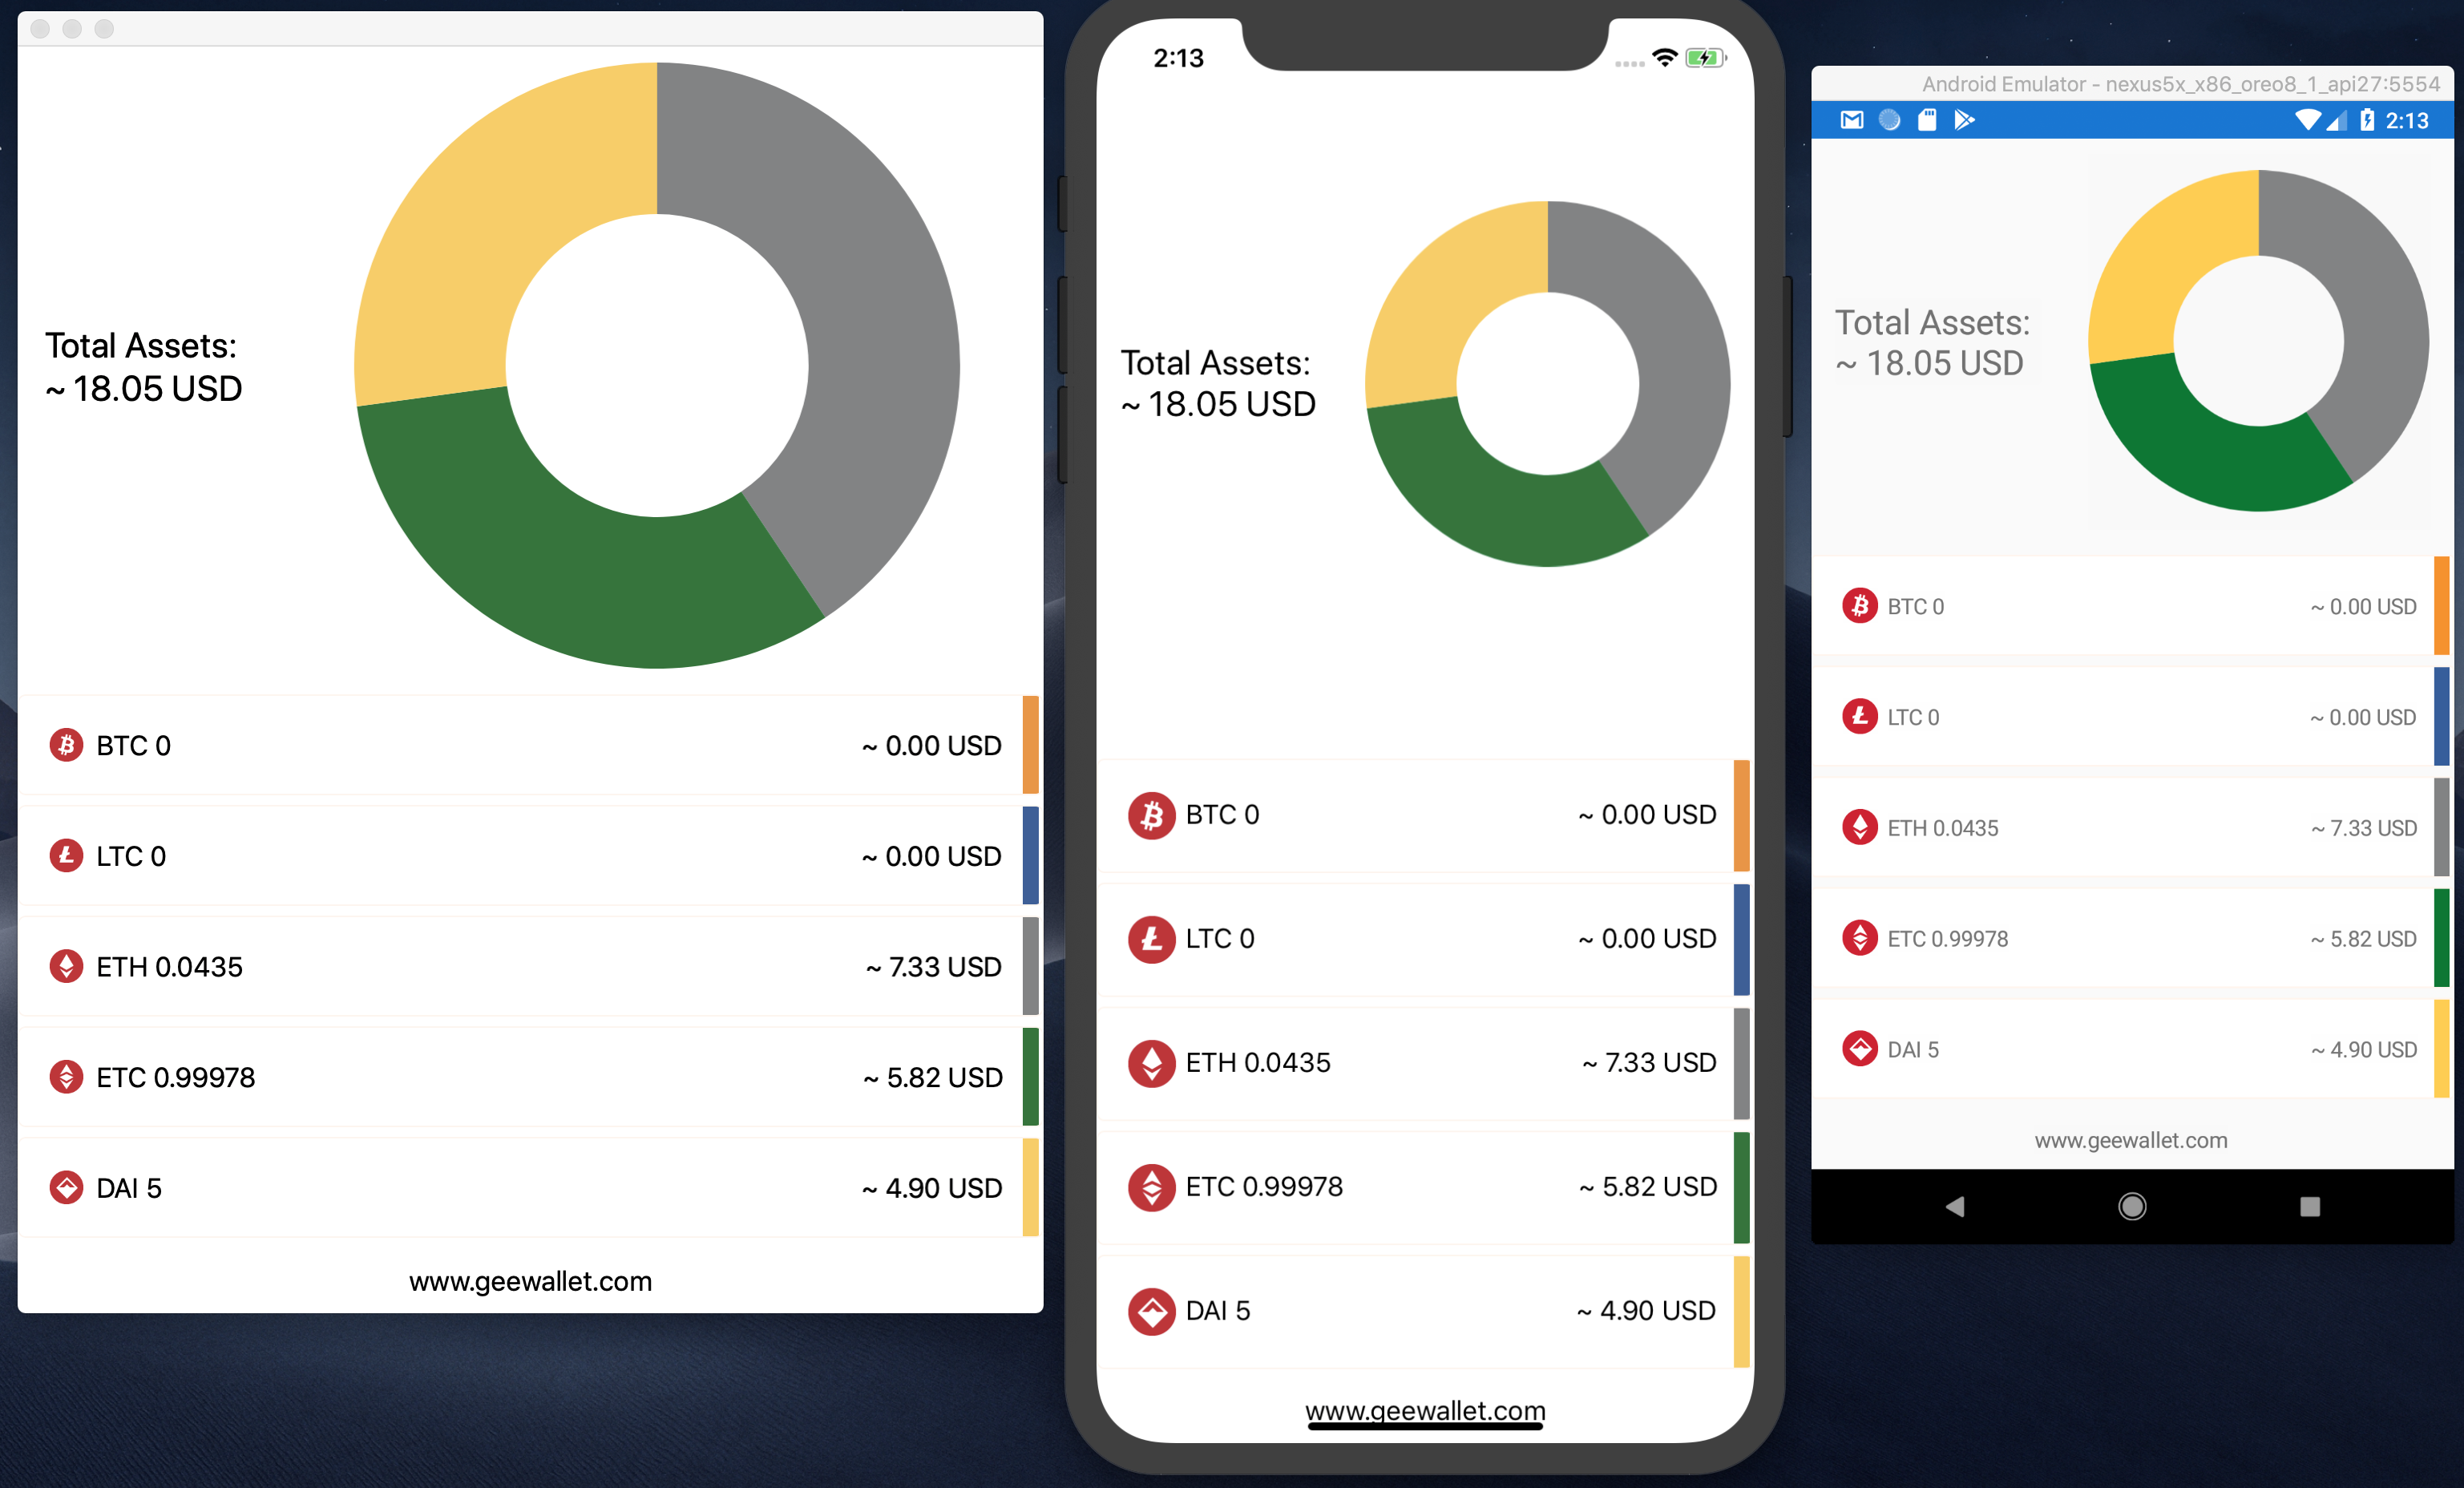 Total Assets:
~ 18.05 USD
BTC 0 ~ 0.00 USD
LTC 0 ~ 0.00 USD
ETH 0.0435 ~ 7.33 USD
ETC 0.99978 ~ 5.82 USD
DAI 5 ~ 4.90 USD
www.geewallet.com
2:13
Total Assets:
~ 18.05 USD
BTC 0 ~ 0.00 USD
LTC 0 ~ 0.00 USD
ETH 0.0435 ~ 7.33 USD
ETC 0.99978 ~ 5.82 USD
DAI 5 ~ 4.90 USD
www.geewallet.com
Android Emulator - nexus5x_x86_oreo8_1_api27:5554
2:13
Total Assets:
~ 18.05 USD
BTC 0 ~ 0.00 USD
LTC 0 ~ 0.00 USD
ETH 0.0435 ~ 7.33 USD
ETC 0.99978 ~ 5.82 USD
DAI 5 ~ 4.90 USD
www.geewallet.com